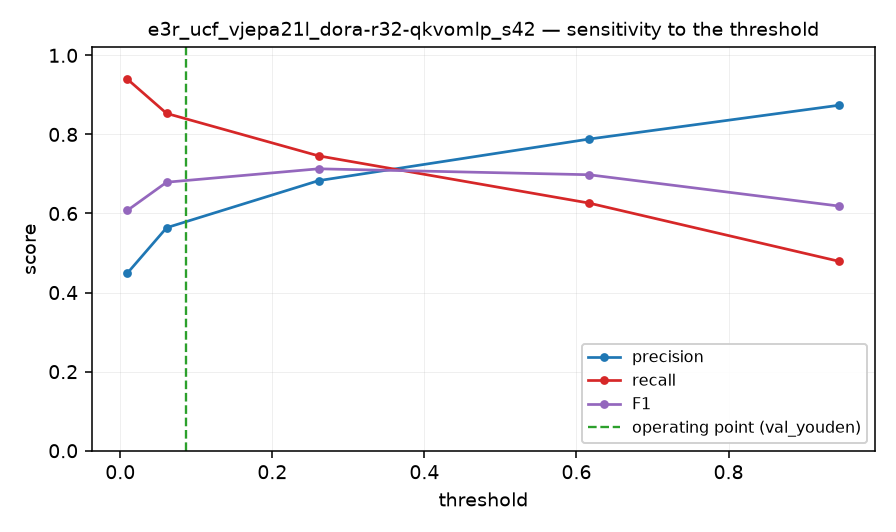 e3r_ucf_vjepa21l_dora-r32-qkvomlp_s42 — sensitivity to the threshold
1.0
0.8
0.6
0.4
0.2
0.0
score
precision
recall
F1
operating point (val_youden)
0.0 0.2 0.4 0.6 0.8
threshold